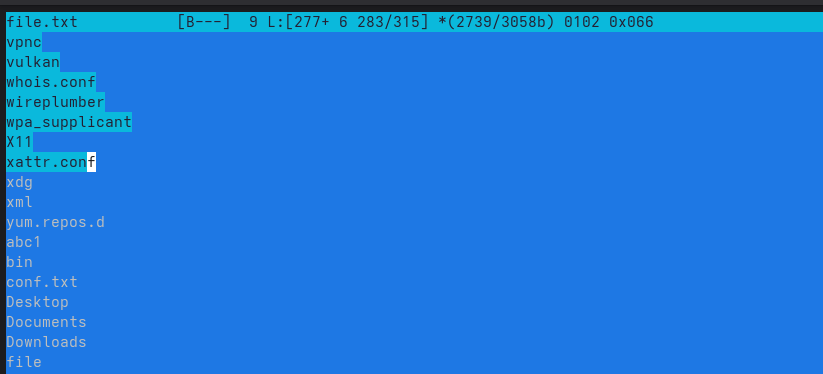 file.txt [B---] 9 L:[277+ 6 283/315] *(2739/3058b) 0102 0x066
vpnc
vulkan
whois.conf
wireplumber
wpa_supplicant
X11
xattr.conf
xdg
xml
yum.repos.d
abc1
bin
conf.txt
Desktop
Documents
Downloads
file